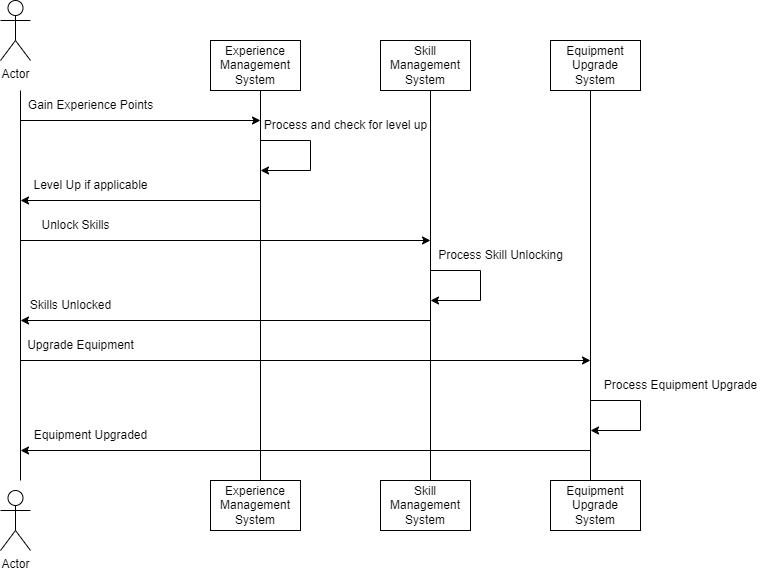 Actor
Experience
Management
System
Skill
Management
System
Equipment
Upgrade
System
Gain Experience Points
Process and check for level up
Level Up if applicable
Unlock Skills
Process Skill Unlocking
Skills Unlocked
Upgrade Equipment
Process Equipment Upgrade
Equipment Upgraded
Experience
Management
System
Skill
Management
System
Equipment
Upgrade
System
Actor